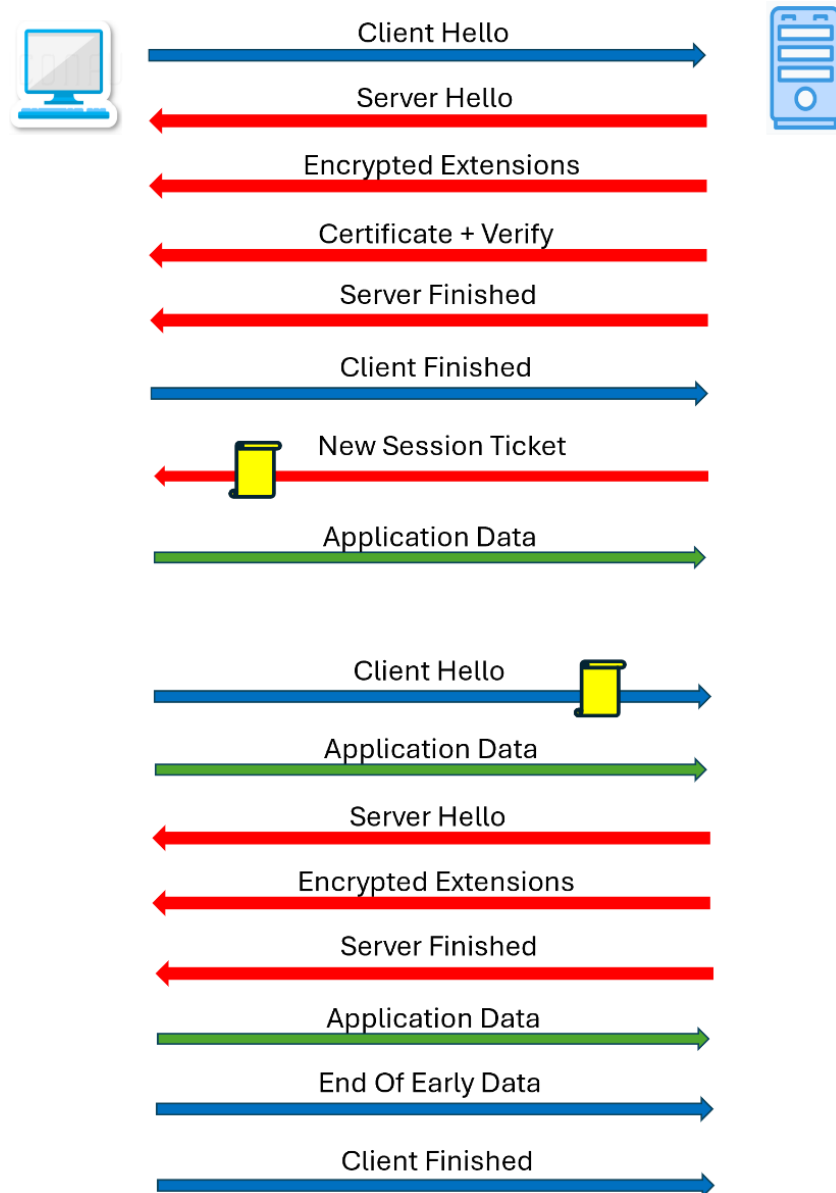 Client Hello
Server Hello
Encrypted Extensions
Certificate + Verify
Server Finished
Client Finished
New Session Ticket
Application Data
Client Hello
Application Data
Server Hello
Encrypted Extensions
Server Finished
Application Data
End Of Early Data
Client Finished